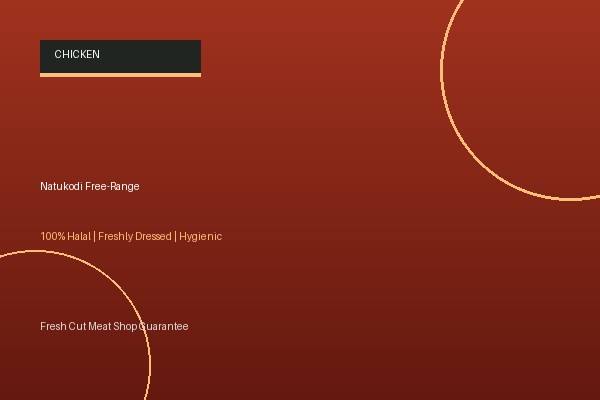 CHICKEN
Natukodi Free-Range
100% Halal | Freshly Dressed | Hygienic
Fresh Cut Meat Shop Guarantee